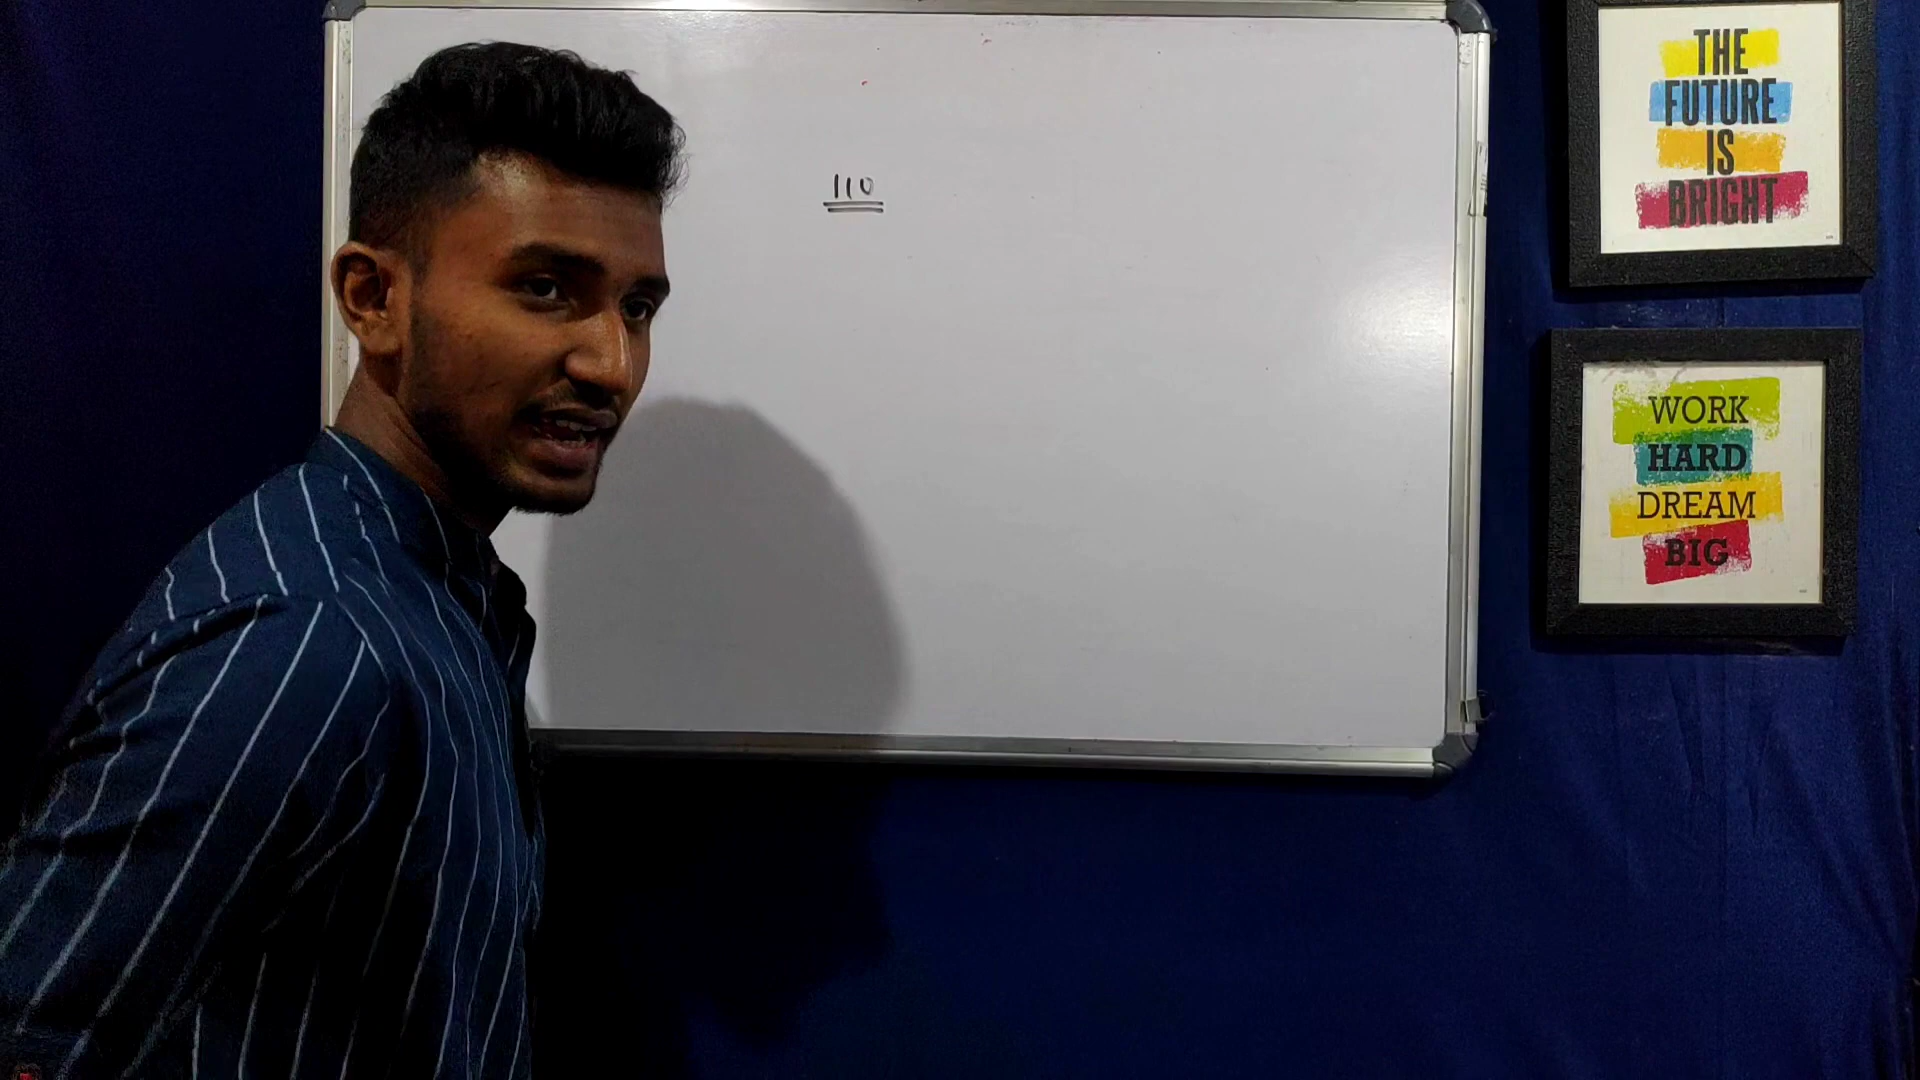 110
THE
FUTURE
IS
BRIGHT
WORK
HARD
DREAM
BIG